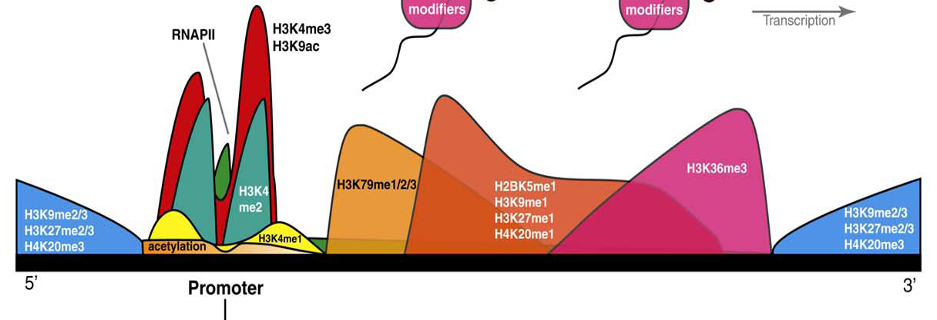 modifiers
modifiers
Transcription
RNAPII
H3K4me3
H3K9ac
H3K79me1/2/3
H3K36me3
H3K4
me2
H2BK5me1
H3K9me1
H3K27me1
H4K20me1
H3K9me2/3
H3K27me2/3
H4K20me3
acetylation
H3K4me1
H3K9me2/3
H3K27me2/3
H4K20me3
5’
Promoter
3’